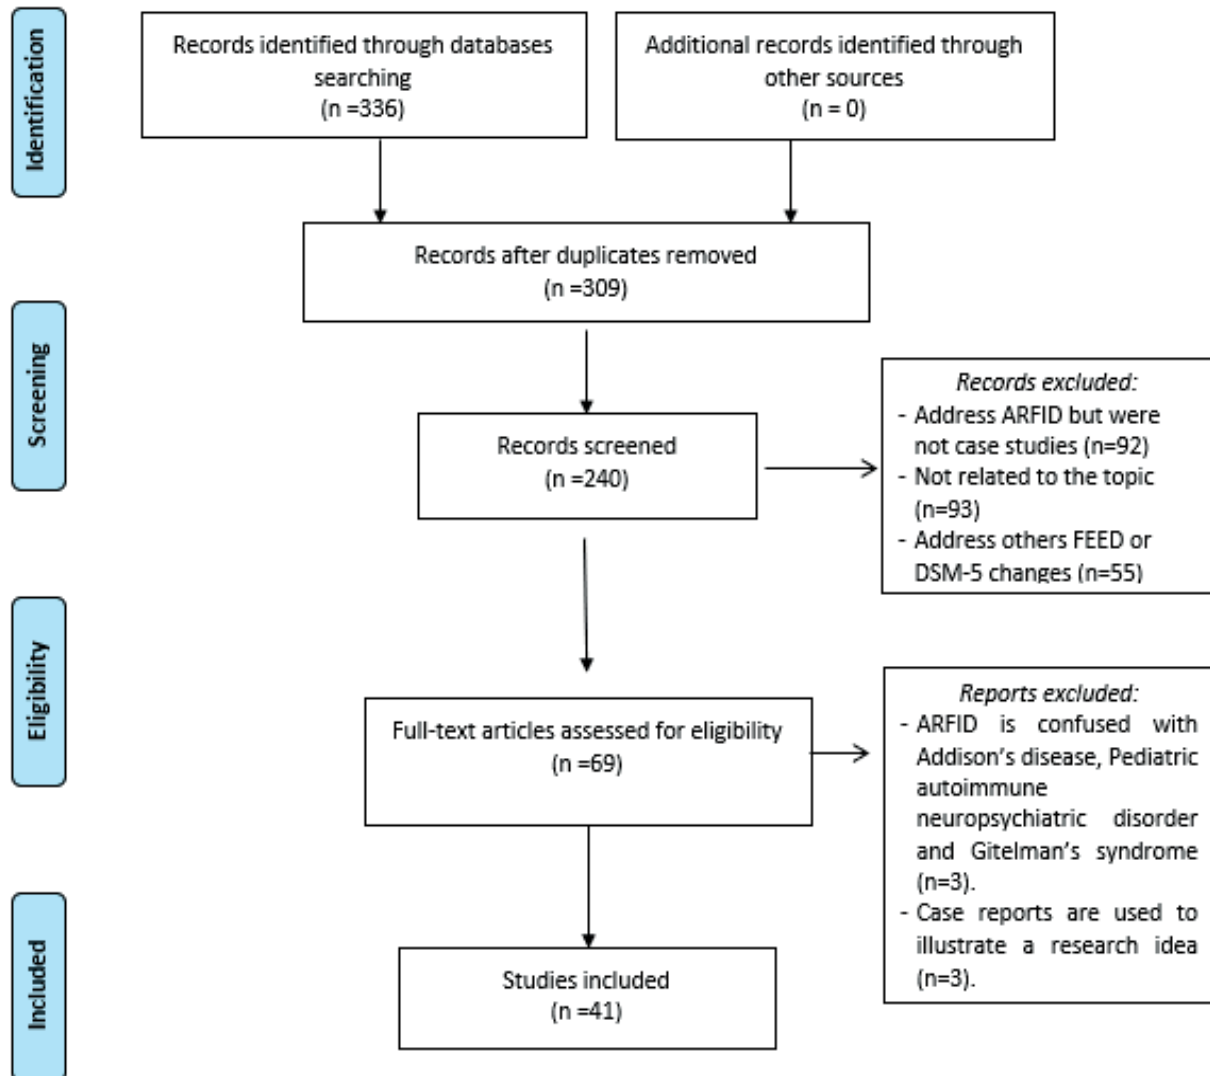 Identification
Records identified through databases
searching
(n =336)
Additional records identified through
other sources
(n = 0)
Records after duplicates removed
(n =309)
Screening
Records screened
(n =240)
Records excluded:
- Address ARFID but were
not case studies (n=92)
- Not related to the topic
(n=93)
- Address others FEED or
DSM-5 changes (n=55)
Eligibility
Full-text articles assessed for eligibility
(n =69)
Reports excluded:
- ARFID is confused with
Addison’s disease, Pediatric
autoimmune
neuropsychiatric disorder
and Gitelman’s syndrome
(n=3).
- Case reports are used to
illustrate a research idea
(n=3).
Included
Studies included
(n =41)